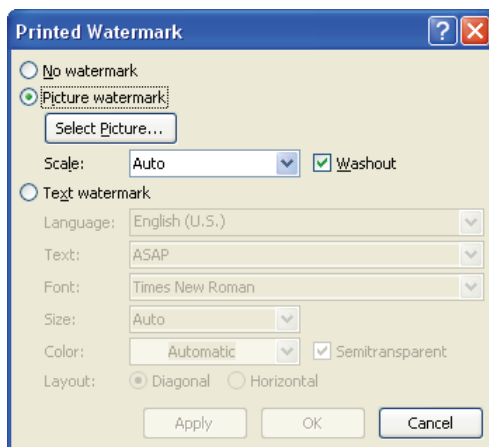 Printed Watermark
No watermark
Picture watermark
Select Picture...
Scale: Auto Washout
Text watermark
Language: English (U.S.)
Text: ASAP
Font: Times New Roman
Size: Auto
Color: Automatic Semitransparent
Layout: Diagonal Horizontal
Apply OK Cancel